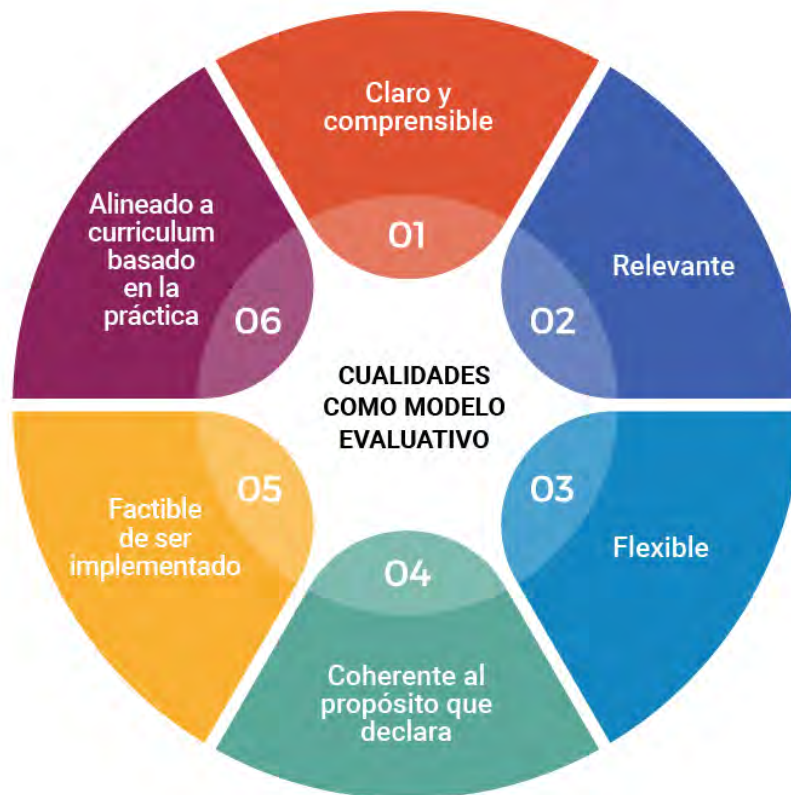 Claro y
comprensible
01
Relevante
02
Flexible
03
Coherente al
propósito que
declara
04
Factible
de ser
implementado
05
Alineado a
curriculum
basado
en la
práctica
06
CUALIDADES
COMO MODELO
EVALUATIVO